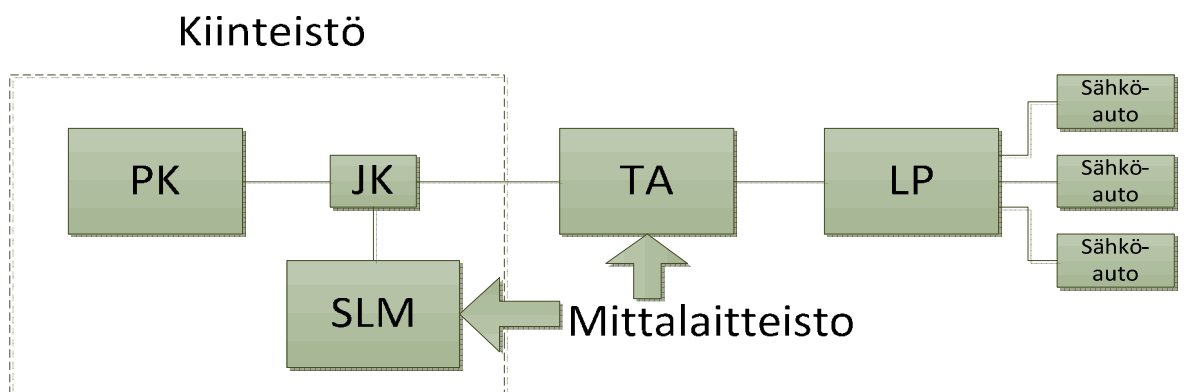 Kiinteistö
PK
JK
TA
LP
Sähkö-
auto
Sähkö-
auto
Sähkö-
auto
SLM
Mittalaitteisto